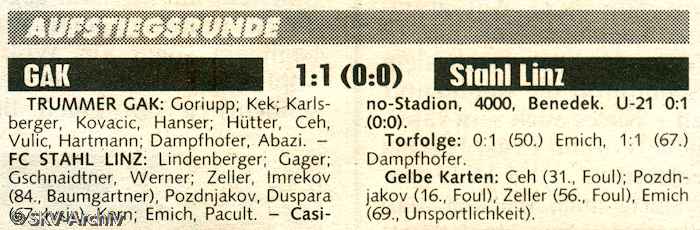 AUFSTIEGSRUNDE
GAK 1:1 (0:0) Stahl Linz
TRUMMER GAK: Goriupp; Kek; Karls-
berger, Kovacic, Hanser; Hütter, Ceh,
Vulic, Hartmann; Dampfhofer, Abazi. –
FC STAHL LINZ: Lindenberger; Gager;
Gschnaidtner, Werner; Zeller, Imrekov
(84., Baumgartner), Pozdnjakov, Duspara
(67. Kern; Emich, Pacult. – Casi-
no-Stadion, 4000, Benedek. U-21 0:1
(0:0).
Torfolge: 0:1 (50.) Emich, 1:1 (67.)
Dampfhofer.
Gelbe Karten: Ceh (31., Foul); Pozdn-
jakov (16., Foul), Zeller (56., Foul), Emich
(69., Unsportlichkeit).
©SKV-Archiv